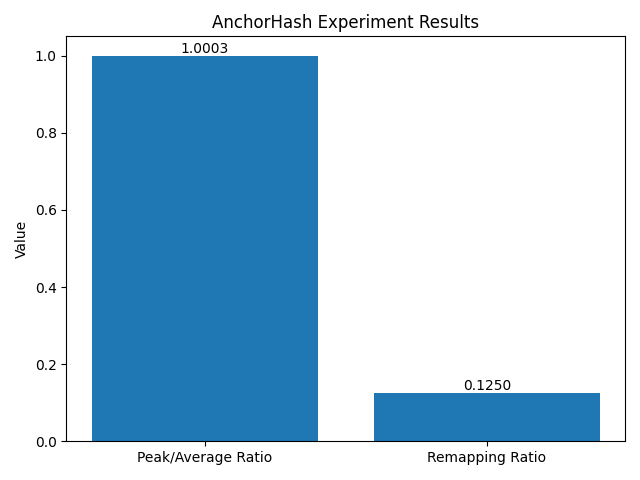 AnchorHash Experiment Results
1.0003
1.0
0.8
0.6
Value
0.4
0.2
0.1250
0.0
Peak/Average Ratio
Remapping Ratio